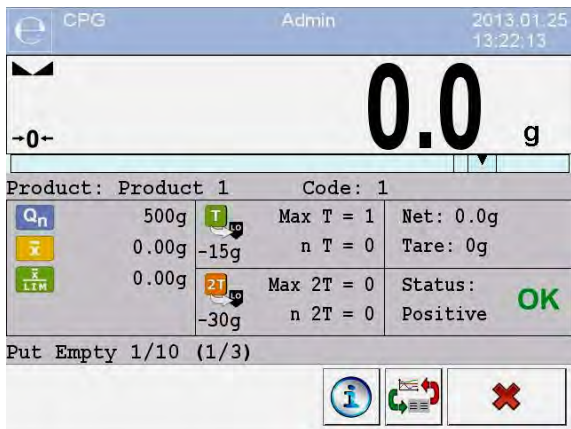 e CPG Admin 2013.01.25
13:22:13
0.0 g
→0←
Product: Product 1 Code: 1
Qn 500g T LO Max T = 1 Net: 0.0g
x̄ 0.00g -15g n T = 0 Tare: 0g
x̄ LIM 0.00g 2T LO Max 2T = 0 Status: OK
-30g n 2T = 0 Positive
Put Empty 1/10 (1/3)
i